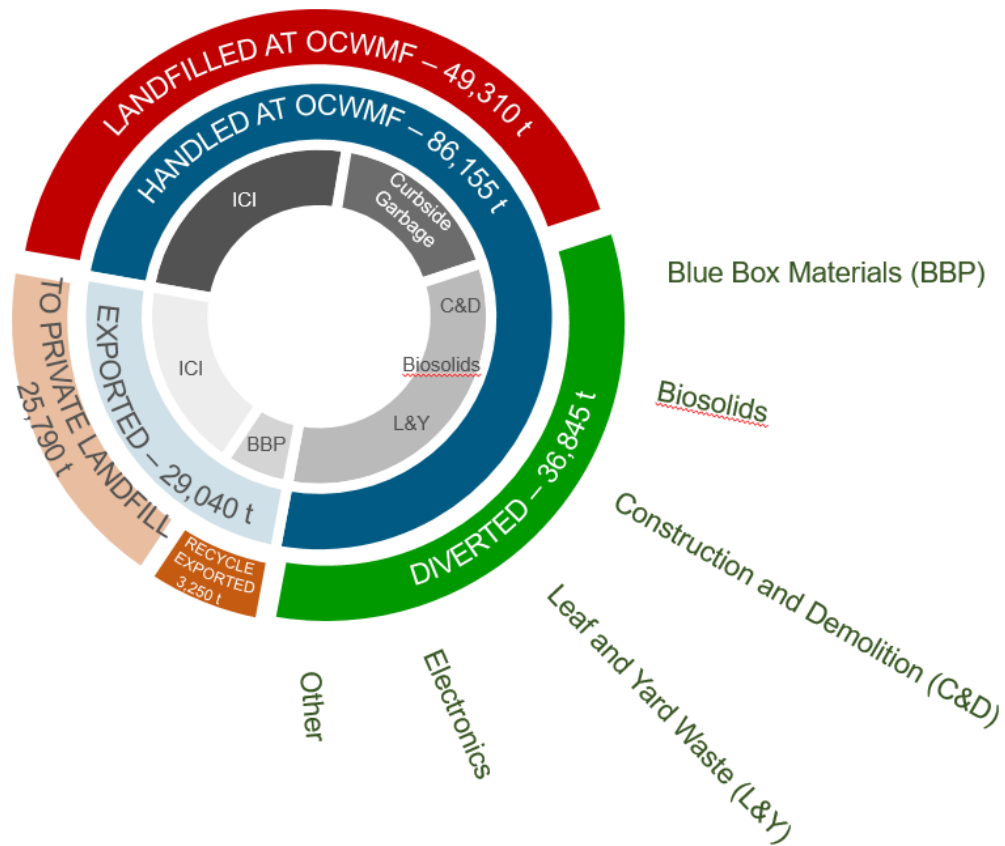 LANDFILLED AT OCWMF – 49,310 t
HANDLED AT OCWMF – 86,155 t
ICI
Curbside
Garbage
C&D
Biosolids
L&Y
BBP
ICI
EXPORTED – 29,040 t
TO PRIVATE LANDFILL
25,790 t
RECYCLE
EXPORTED
3,250 t
DIVERTED – 36,845 t
Blue Box Materials (BBP)
Biosolids
Construction and Demolition (C&D)
Leaf and Yard Waste (L&Y)
Electronics
Other